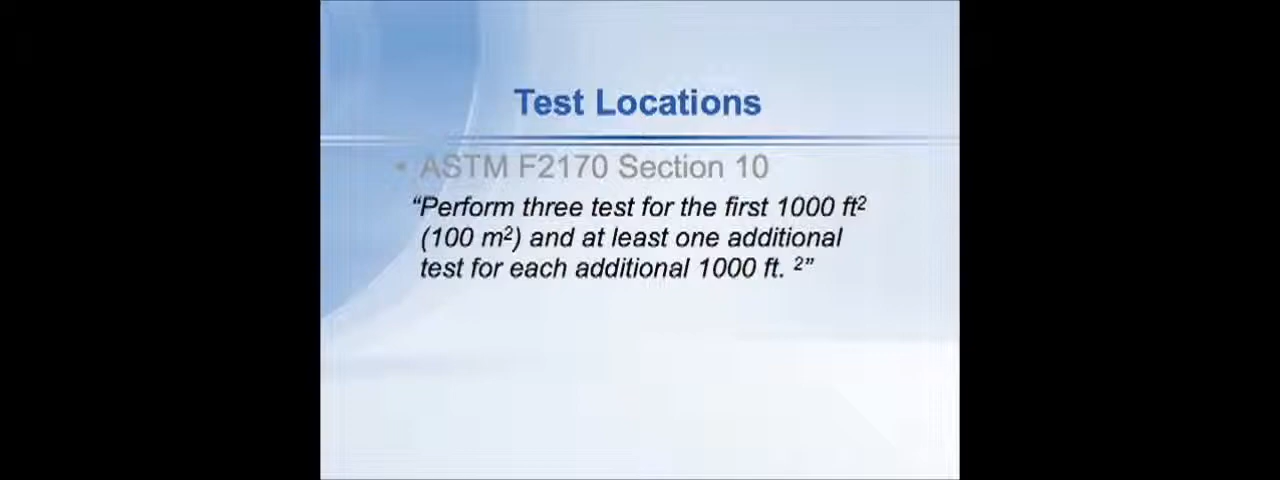 Test Locations
• ASTM F2170 Section 10
“Perform three test for the first 1000 ft²
(100 m²) and at least one additional
test for each additional 1000 ft. ²”